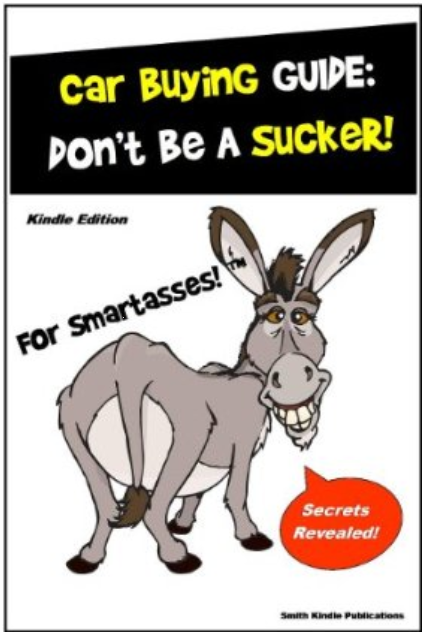 Car Buying GUIDE:
Don't Be A Sucker!
Kindle Edition
TM
For Smartasses!
Secrets
Revealed!
Smith Kindle Publications